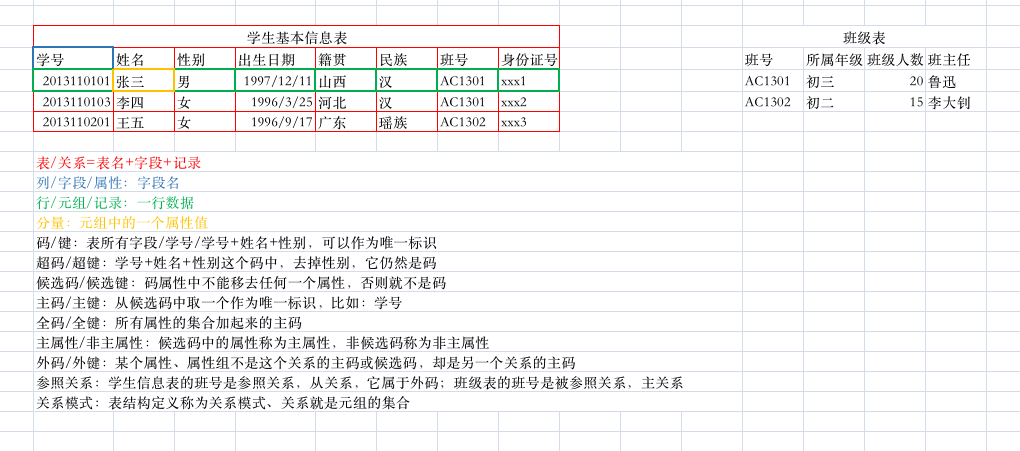 学生基本信息表 班级表
学号 姓名 性别 出生日期 籍贯 民族 班号 身份证号 班号 所属年级 班级人数 班主任
2013110101 张三 男 1997/12/11 山西 汉 AC1301 xxx1 AC1301 初三 20 鲁迅
2013110103 李四 女 1996/3/25 河北 汉 AC1301 xxx2 AC1302 初二 15 李大钊
2013110201 王五 女 1996/9/17 广东 瑶族 AC1302 xxx3
表/关系=表名+字段+记录
列/字段/属性：字段名
行/元组/记录：一行数据
分量：元组中的一个属性值
码/键：表所有字段/学号/学号+姓名+性别，可以作为唯一标识
超码/超键：学号+姓名+性别这个码中，去掉性别，它仍然是码
候选码/候选键：码属性中不能移去任何一个属性，否则就不是码
主码/主键：从候选码中取一个作为唯一标识，比如：学号
全码/全键：所有属性的集合加起来的主码
主属性/非主属性：候选码中的属性称为主属性，非候选码称为非主属性
外码/外键：某个属性、属性组不是这个关系的主码或候选码，却是另一个关系的主码
参照关系：学生信息表的班号是参照关系，从关系，它属于外码；班级表的班号是被参照关系，主关系
关系模式：表结构定义称为关系模式、关系就是元组的集合